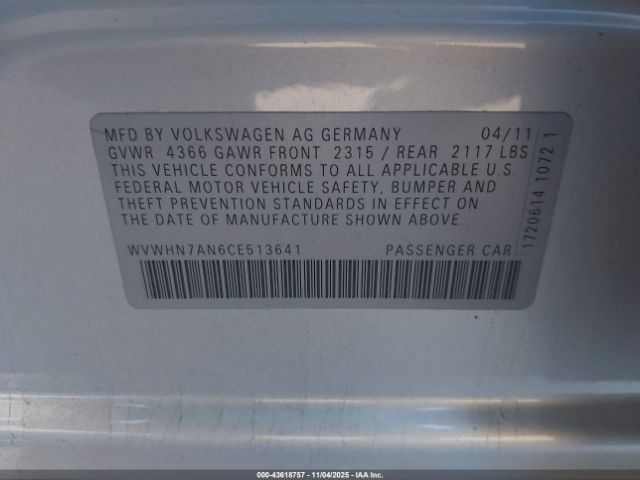 MFD BY VOLKSWAGEN AG GERMANY 04/11
GVWR 4366 GAWR FRONT 2315 / REAR 2117 LBS
THIS VEHICLE CONFORMS TO ALL APPLICABLE U.S.
FEDERAL MOTOR VEHICLE SAFETY, BUMPER AND
THEFT PREVENTION STANDARDS IN EFFECT ON
THE DATE OF MANUFACTURE SHOWN ABOVE
WVWHN7AN6CE513641 PASSENGER CAR
1720614 1072 1
000-43618757 - 11/04/2025 - IAA Inc.